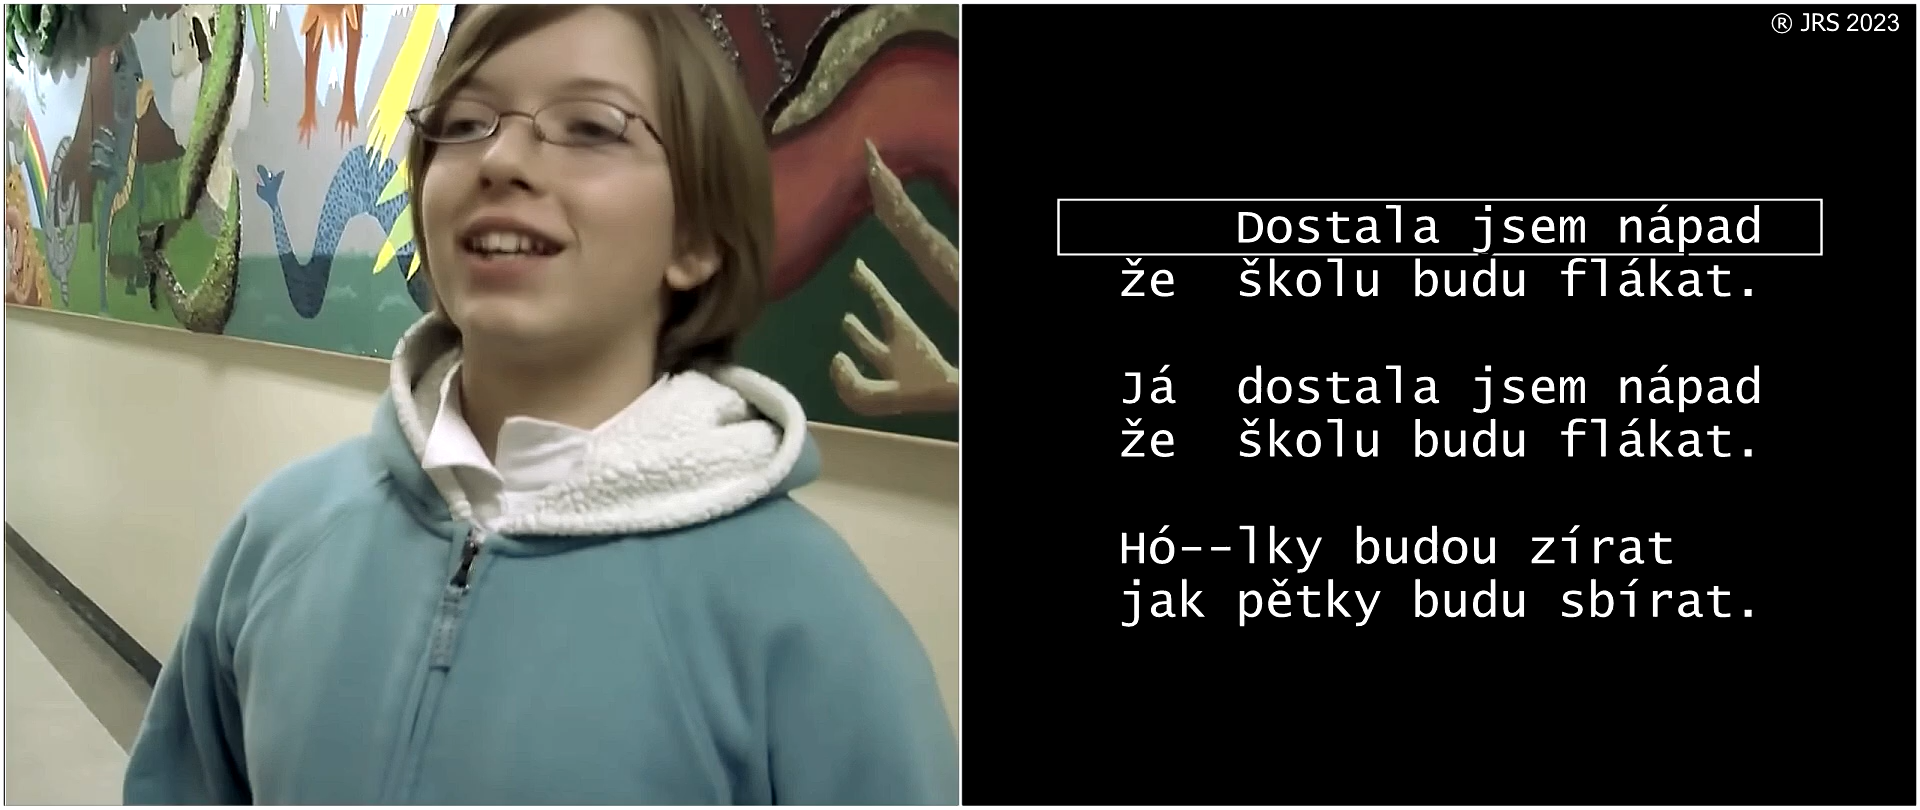 ® JRS 2023
Dostala jsem nápad
že školu budu flákat.
Já dostala jsem nápad
že školu budu flákat.
Hó--lky budou zírat
jak pětky budu sbírat.